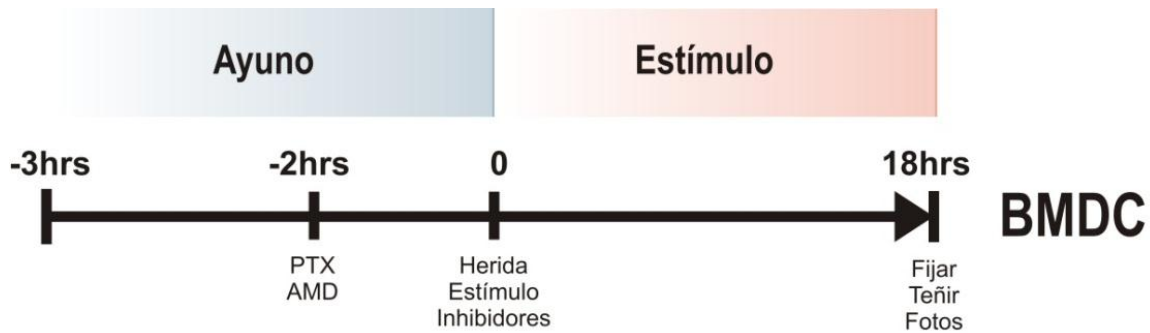 Ayuno
Estímulo
-3hrs
-2hrs
0
18hrs
BMDC
PTX
AMD
Herida
Estímulo
Inhibidores
Fijar
Teñir
Fotos